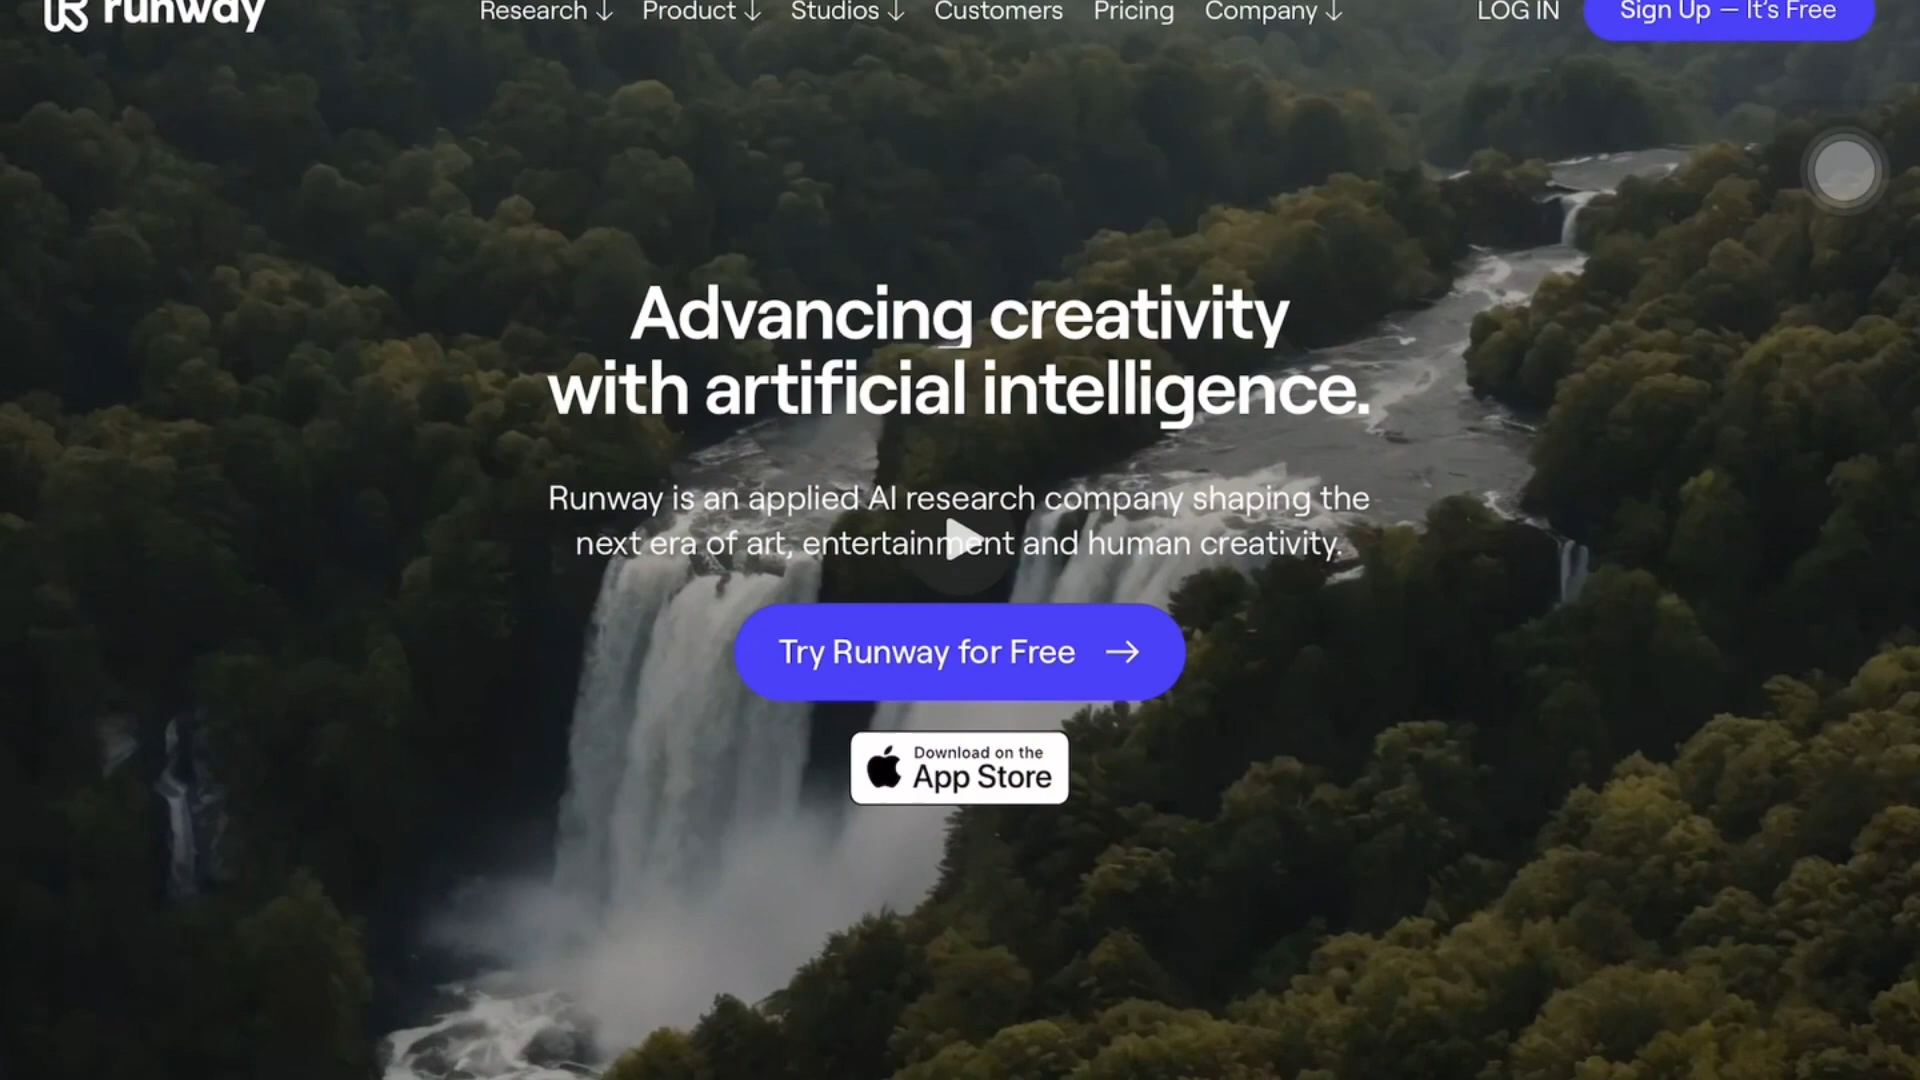 runway
Research ↓ Product ↓ Studios ↓ Customers Pricing Company ↓ LOG IN Sign Up — It's Free
Advancing creativity
with artificial intelligence.
Runway is an applied AI research company shaping the
next era of art, entertainment and human creativity.
Try Runway for Free →
Download on the
App Store